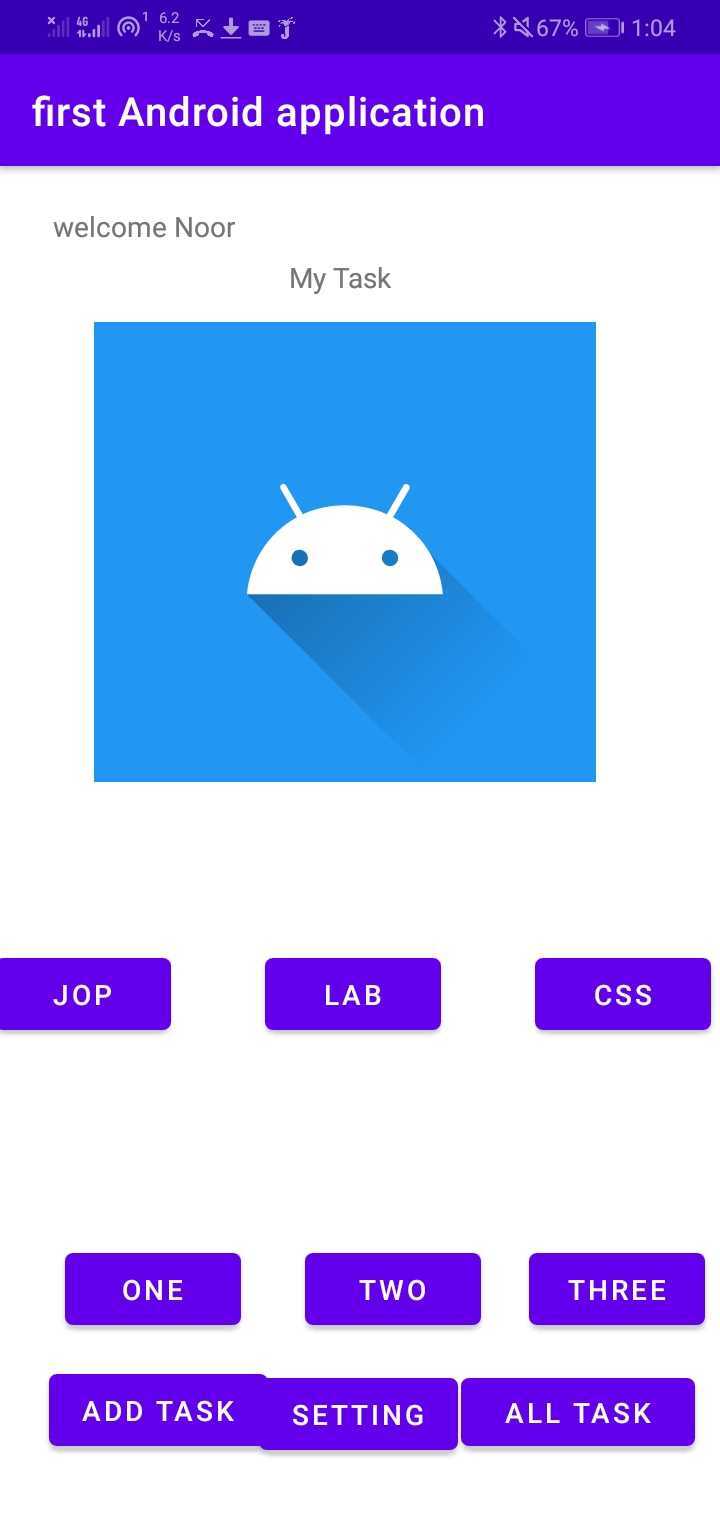 4G 1 6.2 K/s 67% 1:04
first Android application
welcome Noor
My Task
JOP LAB CSS
ONE TWO THREE
ADD TASK SETTING ALL TASK